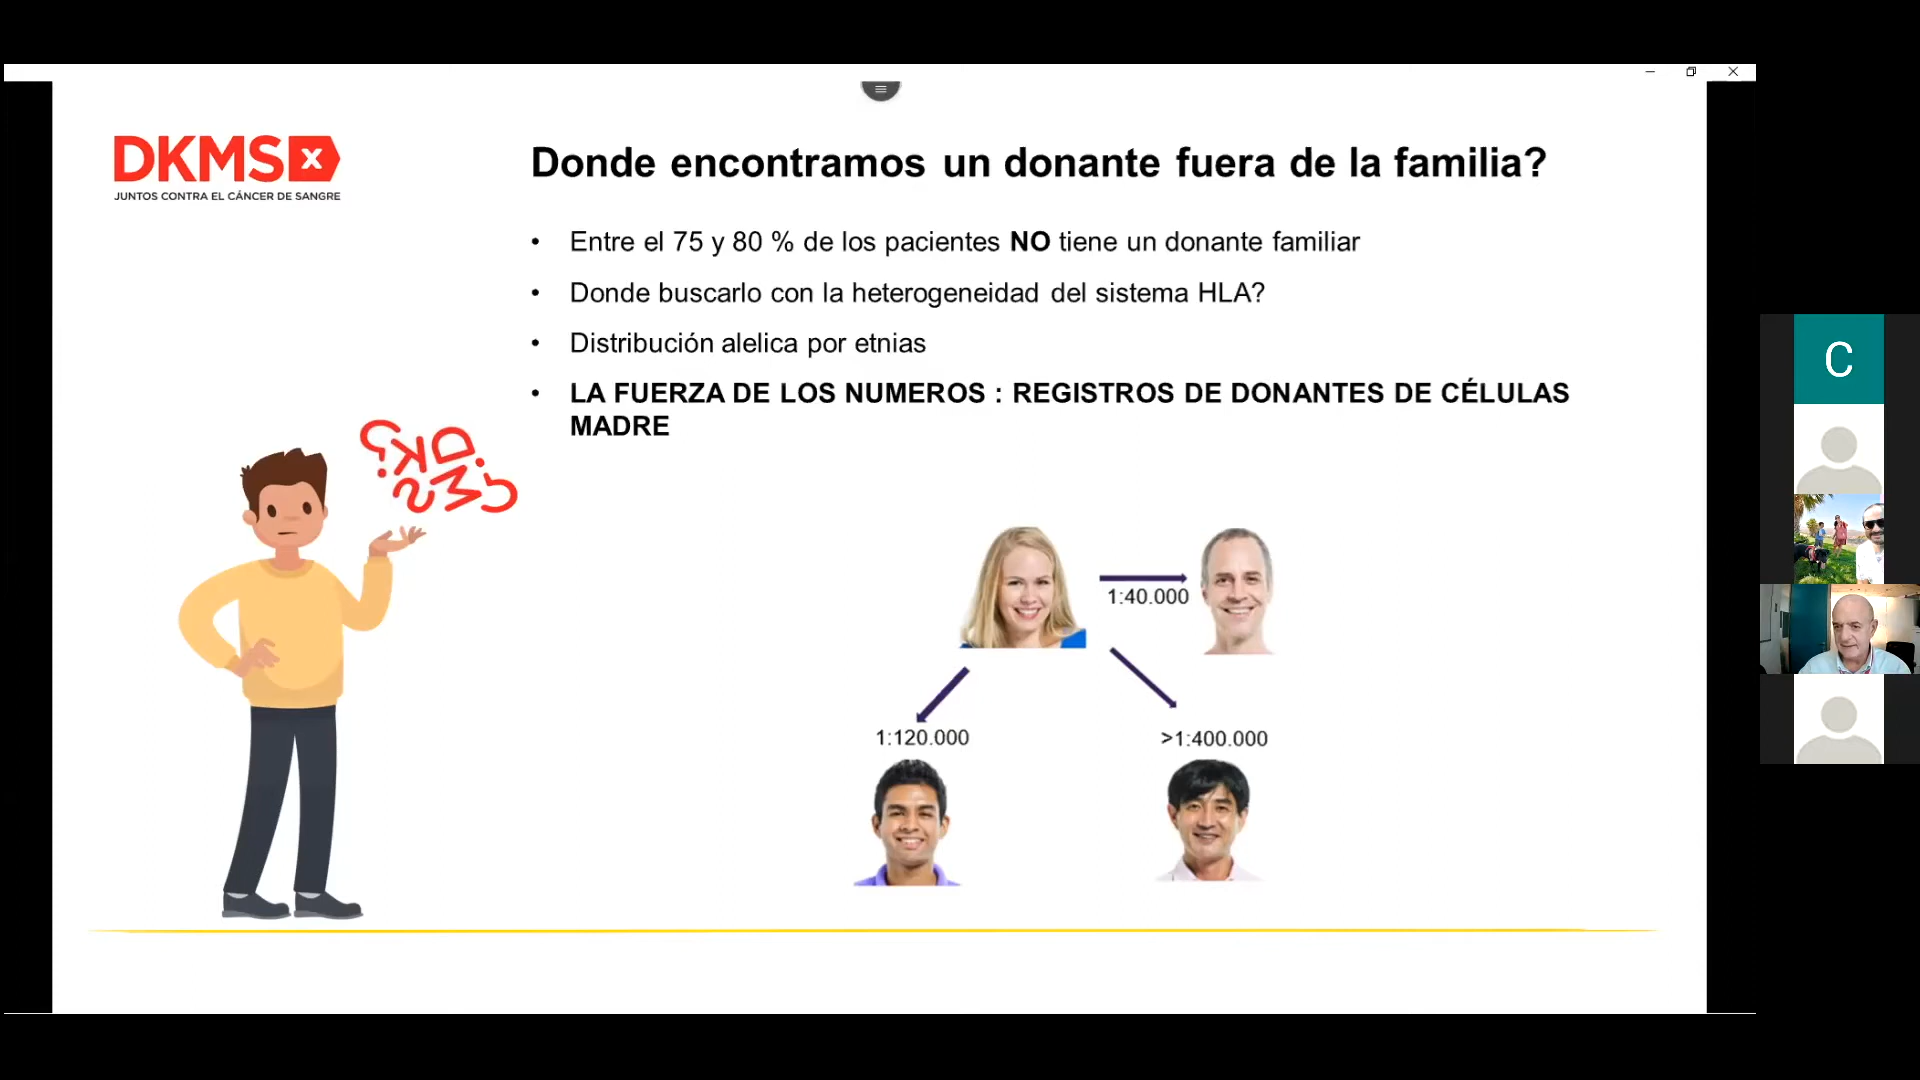 DKMS x
JUNTOS CONTRA EL CÁNCER DE SANGRE
Donde encontramos un donante fuera de la familia?
• Entre el 75 y 80 % de los pacientes NO tiene un donante familiar
• Donde buscarlo con la heterogeneidad del sistema HLA?
• Distribución alelica por etnias
• LA FUERZA DE LOS NUMEROS : REGISTROS DE DONANTES DE CÉLULAS
MADRE
¿DK?
¿MS?
1:40.000
1:120.000
>1:400.000
C